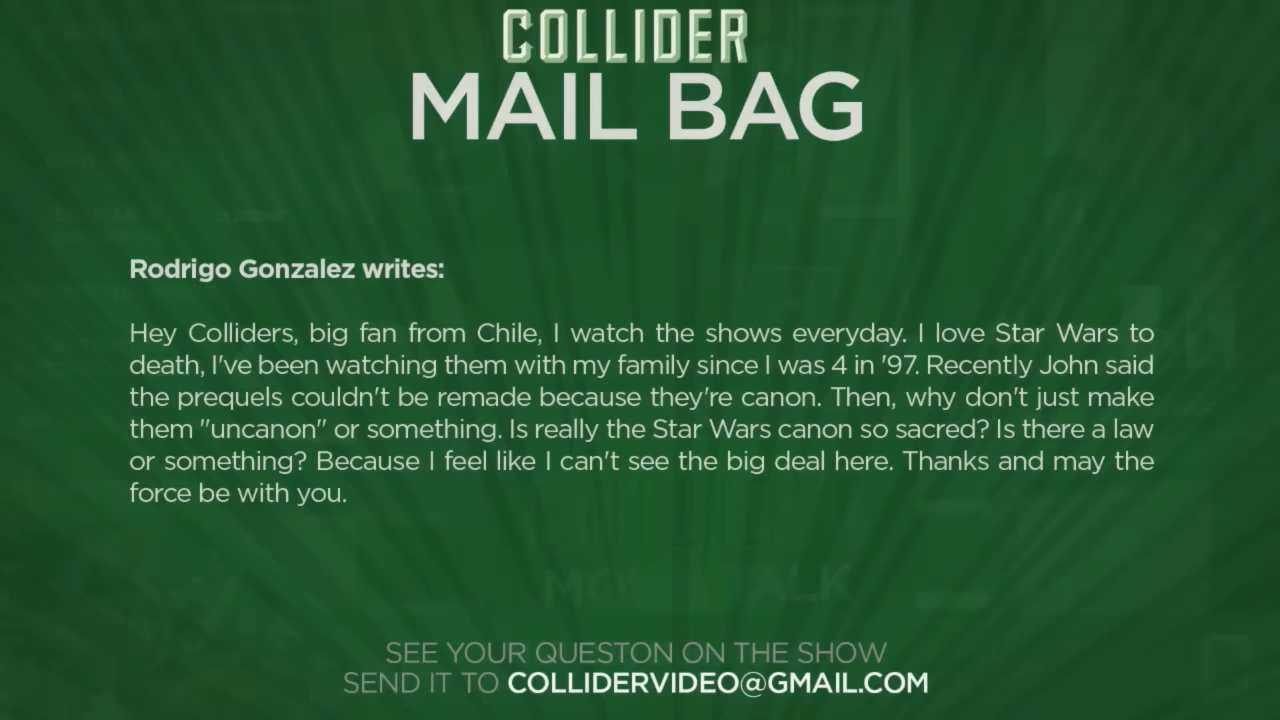 COLLIDER
MAIL BAG
Rodrigo Gonzalez writes:
Hey Colliders, big fan from Chile, I watch the shows everyday. I love Star Wars to
death, I've been watching them with my family since I was 4 in '97. Recently John said
the prequels couldn't be remade because they're canon. Then, why don't just make
them "uncanon" or something. Is really the Star Wars canon so sacred? Is there a law
or something? Because I feel like I can't see the big deal here. Thanks and may the
force be with you.
SEE YOUR QUESTON ON THE SHOW
SEND IT TO COLLIDERVIDEO@GMAIL.COM